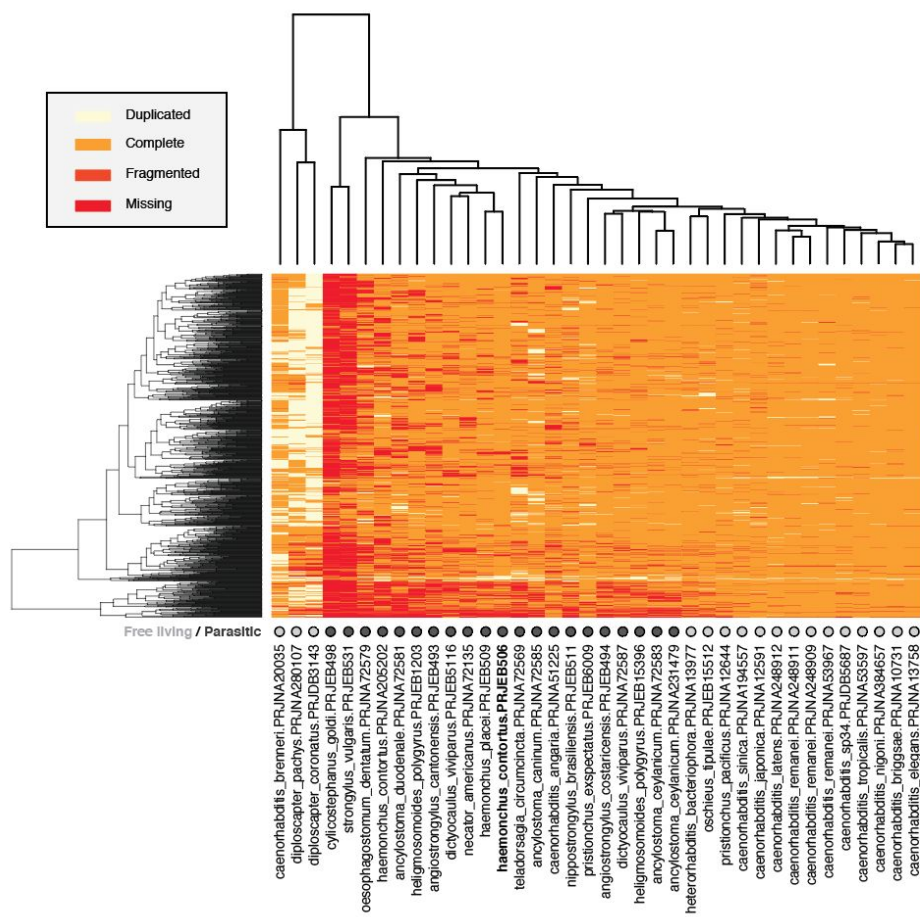 Duplicated
Complete
Fragmented
Missing
Free living / Parasitic
caenorhabditis_brenneri.PRJNA20035
diploscapter_pachys.PRJNA280107
diploscapter_coronatus.PRJDB3143
cylicostephanus_goldi.PRJEB498
strongylus_vulgaris.PRJEB531
oesophagostomum_dentatum.PRJNA72579
haemonchus_contortus.PRJNA205202
ancylostoma_duodenale.PRJNA72581
heligmosomoides_polygyrus.PRJEB1203
angiostrongylus_cantonensis.PRJEB493
dictyocaulus_viviparus.PRJEB5116
necator_americanus.PRJNA72135
haemonchus_placei.PRJEB509
haemonchus_contortus.PRJEB506
teladorsagia_circumcincta.PRJNA72569
ancylostoma_caninum.PRJNA72585
caenorhabditis_angaria.PRJNA51225
nippostrongylus_brasiliensis.PRJEB511
pristionchus_exspectatus.PRJEB6009
angiostrongylus_costaricensis.PRJEB494
dictyocaulus_viviparus.PRJNA72587
heligmosomoides_polygyrus.PRJEB15396
ancylostoma_ceylanicum.PRJNA72583
ancylostoma_ceylanicum.PRJNA231479
heterorhabditis_bacteriophora.PRJNA13977
oscheius_tipulae.PRJEB15512
pristionchus_pacificus.PRJNA12644
caenorhabditis_sinica.PRJNA194557
caenorhabditis_japonica.PRJNA12591
caenorhabditis_latens.PRJNA248912
caenorhabditis_remanei.PRJNA248911
caenorhabditis_remanei.PRJNA248909
caenorhabditis_remanei.PRJNA53967
caenorhabditis_sp34.PRJDB5687
caenorhabditis_tropicalis.PRJNA53597
caenorhabditis_nigoni.PRJNA384657
caenorhabditis_briggsae.PRJNA10731
caenorhabditis_elegans.PRJNA13758